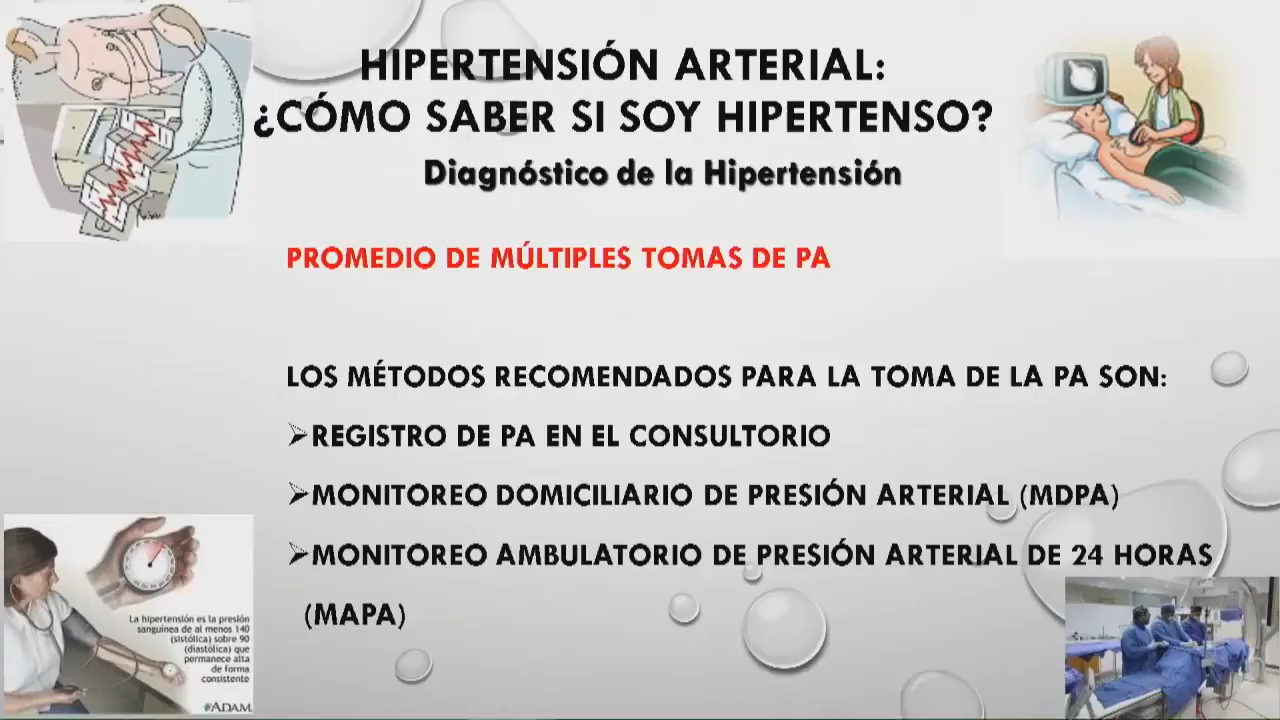 HIPERTENSIÓN ARTERIAL:
¿CÓMO SABER SI SOY HIPERTENSO?
Diagnóstico de la Hipertensión
PROMEDIO DE MÚLTIPLES TOMAS DE PA
LOS MÉTODOS RECOMENDADOS PARA LA TOMA DE LA PA SON:
➢REGISTRO DE PA EN EL CONSULTORIO
➢MONITOREO DOMICILIARIO DE PRESIÓN ARTERIAL (MDPA)
➢MONITOREO AMBULATORIO DE PRESIÓN ARTERIAL DE 24 HORAS
(MAPA)
La hipertensión es la presión
sanguínea de al menos 140
(sistólica) sobre 90
(diastólica) que
permanece alta
de forma
consistente
ADAM.